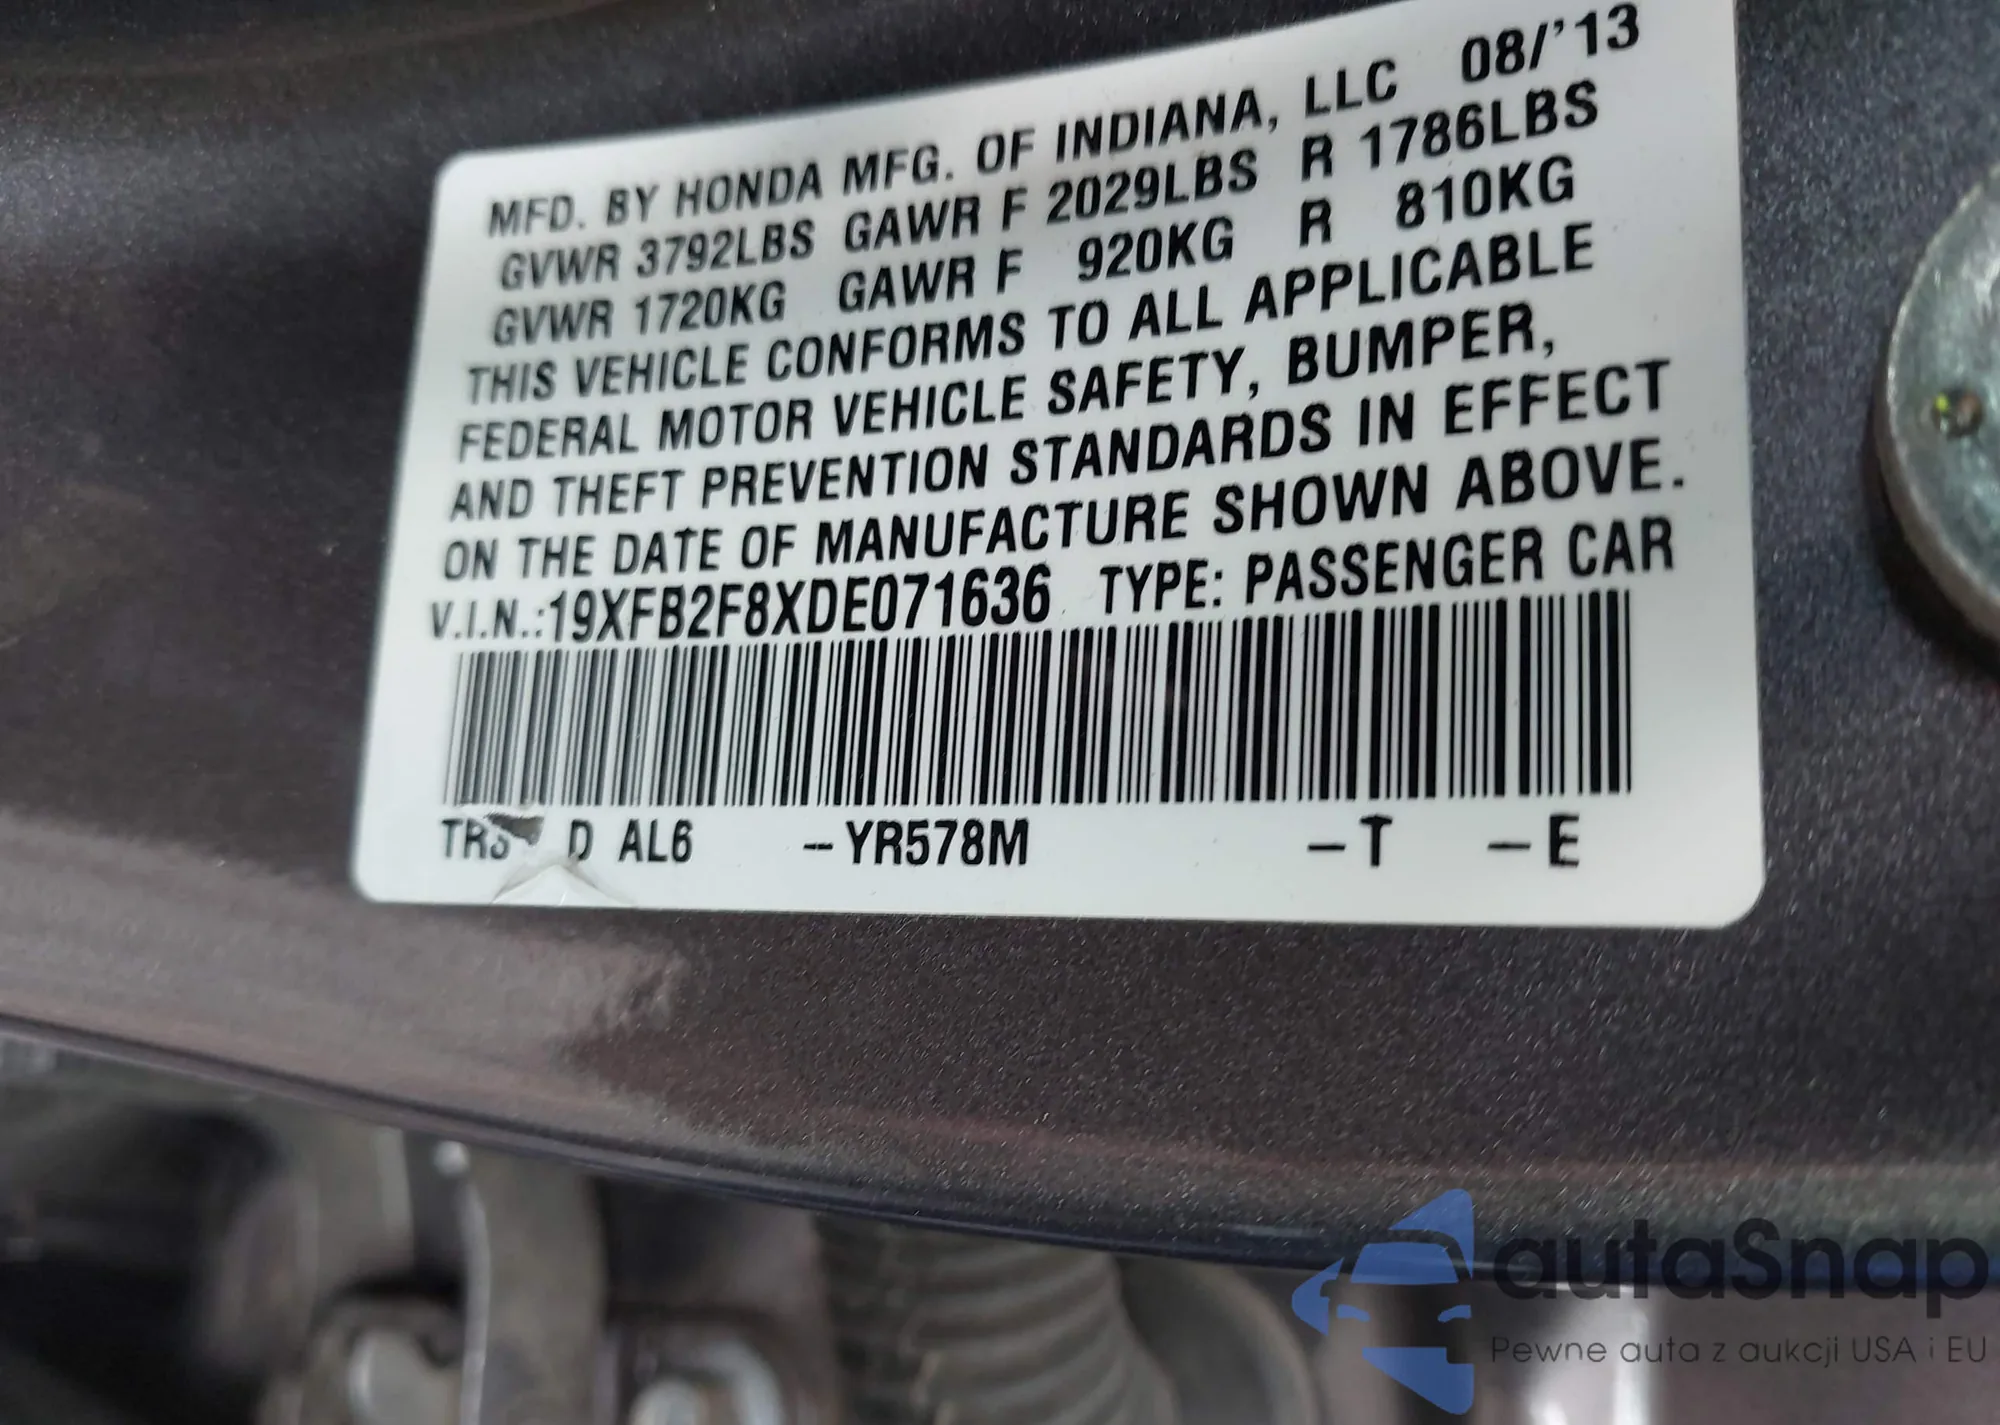 MFD. BY HONDA MFG. OF INDIANA, LLC 08/'13
GVWR 3792LBS GAWR F 2029LBS R 1786LBS
GVWR 1720KG GAWR F 920KG R 810KG
THIS VEHICLE CONFORMS TO ALL APPLICABLE
FEDERAL MOTOR VEHICLE SAFETY, BUMPER,
AND THEFT PREVENTION STANDARDS IN EFFECT
ON THE DATE OF MANUFACTURE SHOWN ABOVE.
V.I.N.:19XFB2F8XDE071636 TYPE: PASSENGER CAR
D AL6 -YR578M -T -E
autaSnap
Pewne auta z aukcji USA i EU